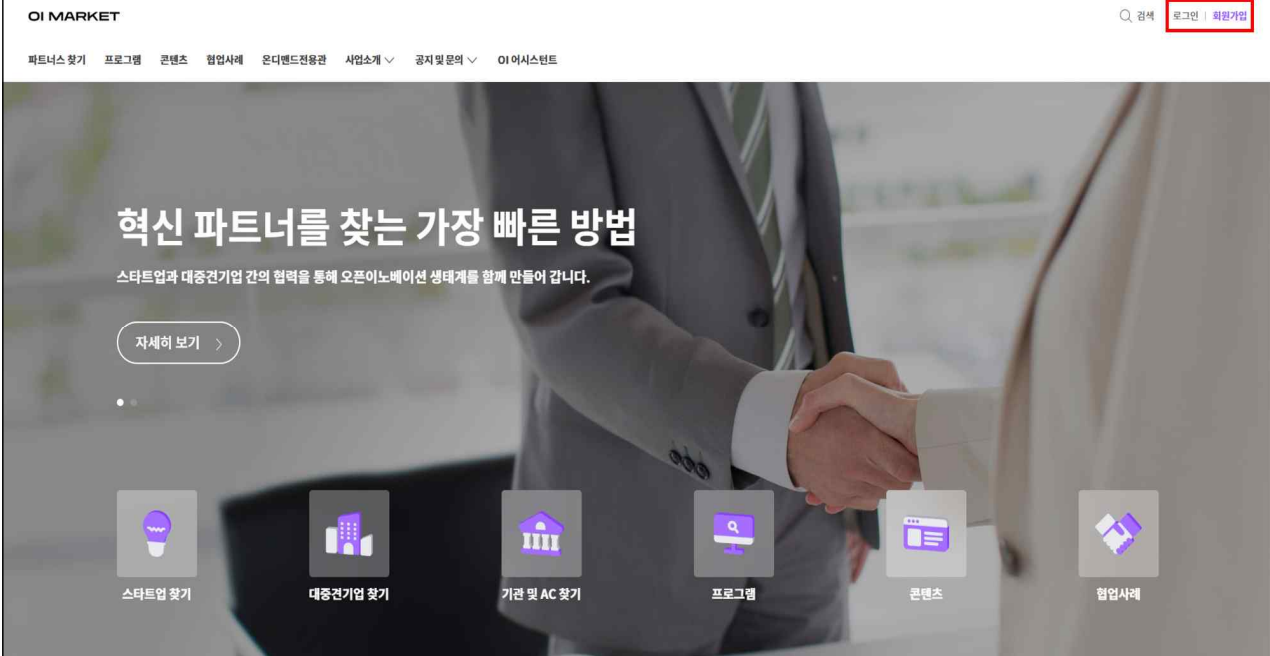 OI MARKET
검색 로그인 | 회원가입
파트너스 찾기 프로그램 콘텐츠 협업사례 온디맨드전용관 사업소개 공지 및 문의 OI 어시스턴트
혁신 파트너를 찾는 가장 빠른 방법
스타트업과 대중견기업 간의 협력을 통해 오픈이노베이션 생태계를 함께 만들어 갑니다.
자세히 보기
스타트업 찾기 대중견기업 찾기 기관 및 AC 찾기 프로그램 콘텐츠 협업사례